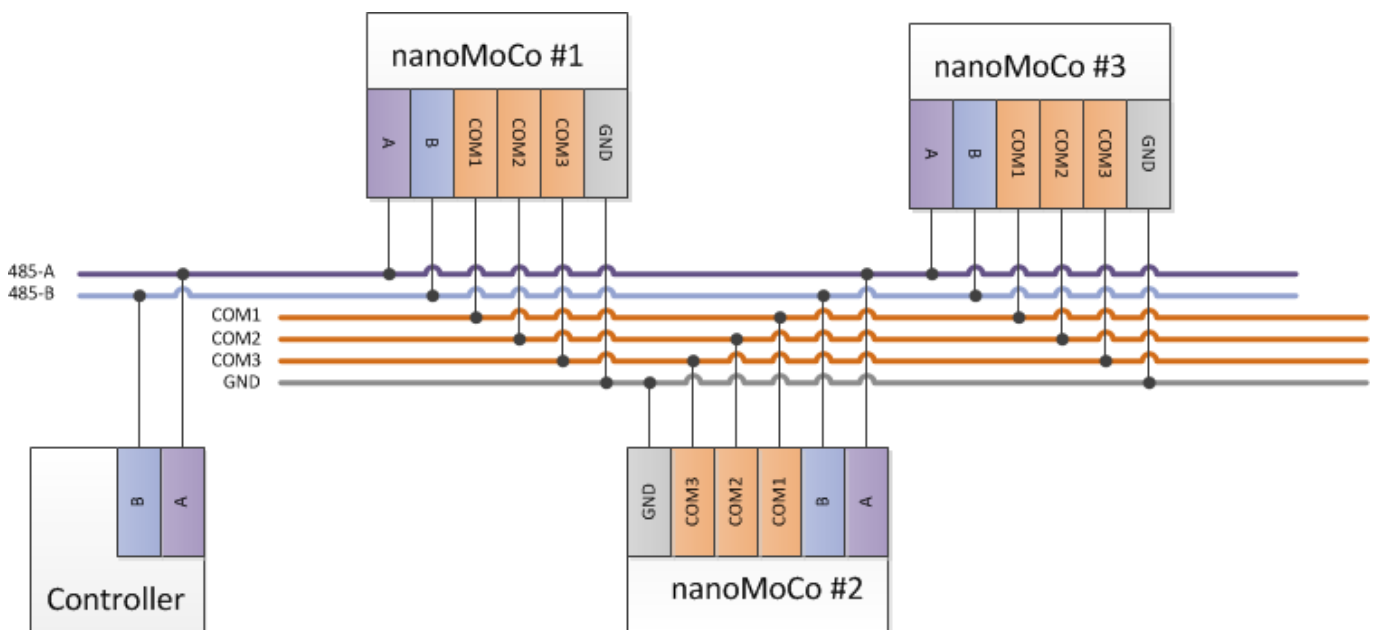 nanoMoCo #1
A
B
COM1
COM2
COM3
GND
nanoMoCo #3
A
B
COM1
COM2
COM3
GND
485-A
485-B
COM1
COM2
COM3
GND
B
A
Controller
GND
COM3
COM2
COM1
B
A
nanoMoCo #2